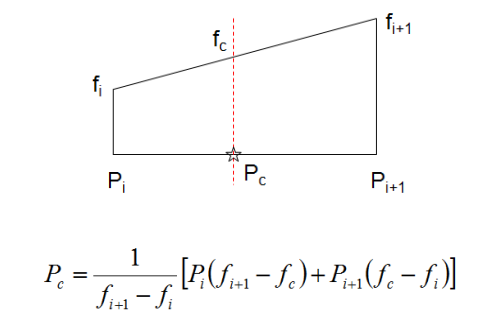 f_{i+1}
f_c
f_i
P_i P_c P_{i+1}
P_c = \frac{1}{f_{i+1} - f_i} [P_i(f_{i+1} - f_c) + P_{i+1}(f_c - f_i)]